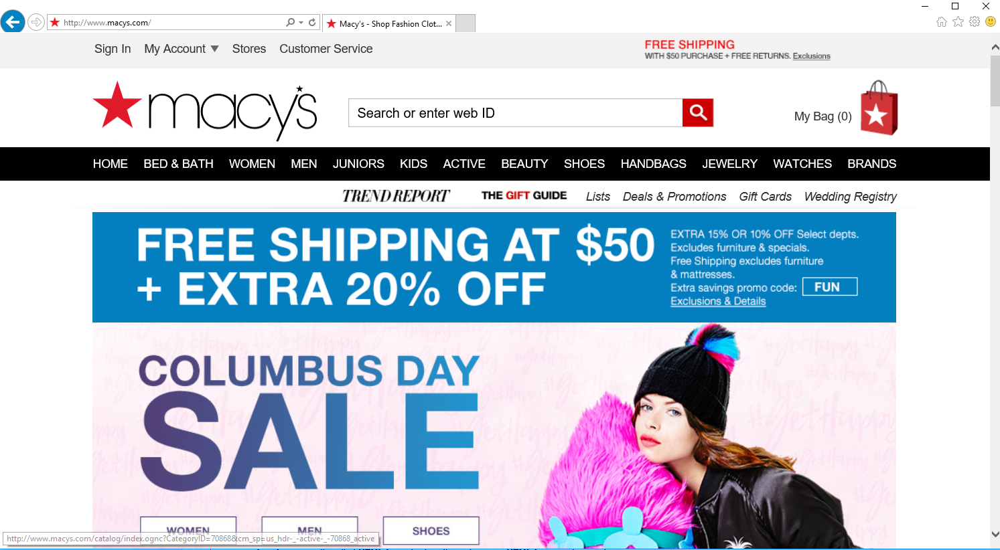 http://www.macys.com/
Macy's - Shop Fashion Clot...
Sign In My Account Stores Customer Service
FREE SHIPPING
WITH $50 PURCHASE + FREE RETURNS. Exclusions
macy's
Search or enter web ID
My Bag (0)
HOME BED & BATH WOMEN MEN JUNIORS KIDS ACTIVE BEAUTY SHOES HANDBAGS JEWELRY WATCHES BRANDS
TREND REPORT THE GIFT GUIDE Lists Deals & Promotions Gift Cards Wedding Registry
FREE SHIPPING AT $50
+ EXTRA 20% OFF
EXTRA 15% OR 10% OFF Select depts.
Excludes furniture & specials.
Free Shipping excludes furniture
& mattresses.
Extra savings promo code: FUN
Exclusions & Details
#getHappy
COLUMBUS DAY
SALE
WOMEN MEN SHOES
http://www.macys.com/catalog/index.ognc?CategoryID=70868&cm_sp=us_hdr-_-active-_-70868_active